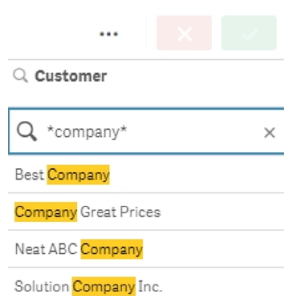 Customer
*company*
Best Company
Company Great Prices
Neat ABC Company
Solution Company Inc.